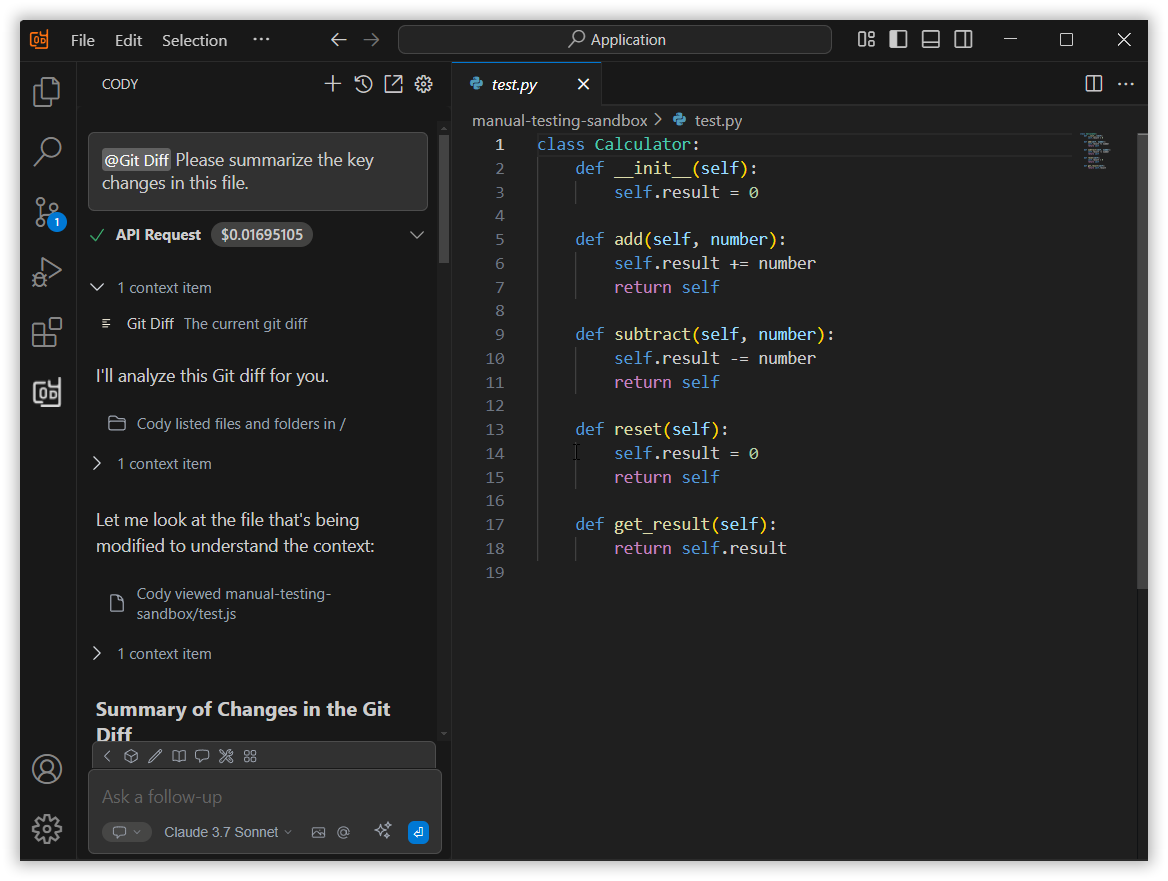 File Edit Selection ··· Application
CODY
@Git Diff Please summarize the key
changes in this file.
API Request $0.01695105
1
1 context item
Git Diff The current git diff
I'll analyze this Git diff for you.
Cody listed files and folders in /
1 context item
Let me look at the file that's being
modified to understand the context:
Cody viewed manual-testing-
sandbox/test.js
1 context item
Summary of Changes in the Git
Diff
Ask a follow-up
Claude 3.7 Sonnet
test.py
manual-testing-sandbox > test.py
1 class Calculator:
2     def __init__(self):
3         self.result = 0
4
5     def add(self, number):
6         self.result += number
7         return self
8
9     def subtract(self, number):
10         self.result -= number
11         return self
12
13     def reset(self):
14         self.result = 0
15         return self
16
17     def get_result(self):
18         return self.result
19